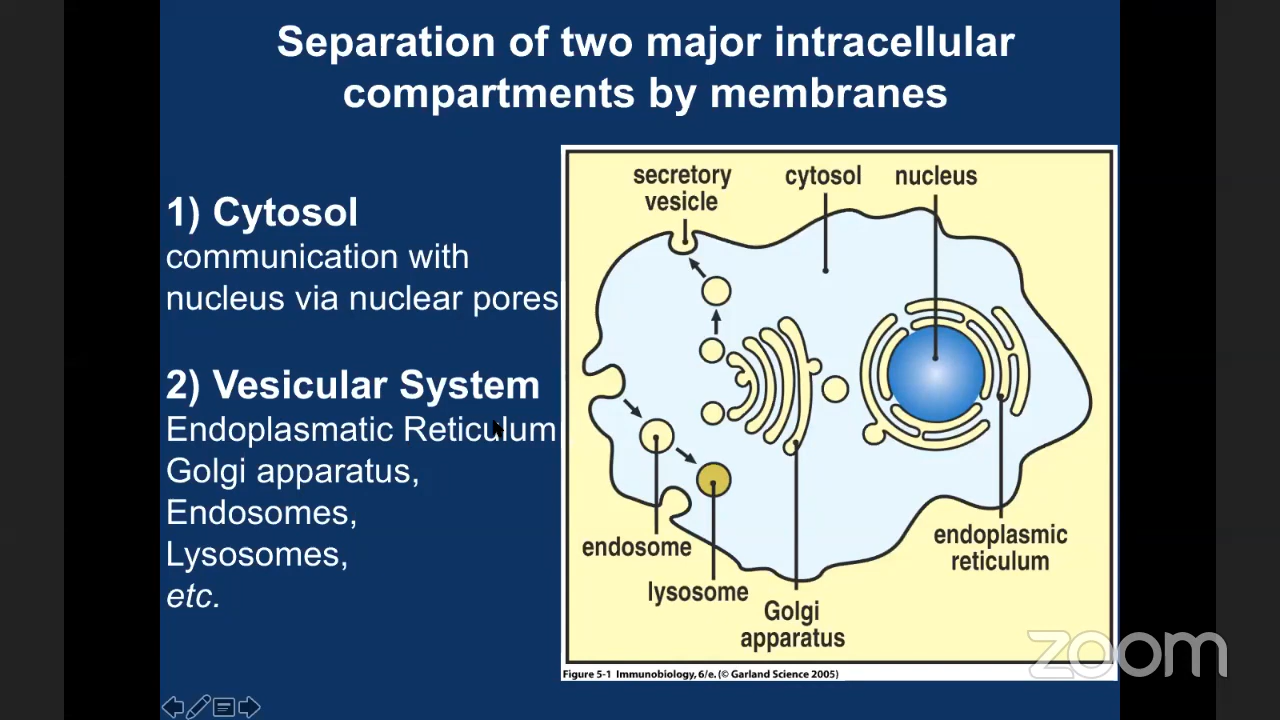 Separation of two major intracellular
compartments by membranes
1) Cytosol
communication with
nucleus via nuclear pores
2) Vesicular System
Endoplasmatic Reticulum
Golgi apparatus,
Endosomes,
Lysosomes,
etc.
secretory
vesicle
cytosol
nucleus
endosome
lysosome
Golgi
apparatus
endoplasmic
reticulum
Figure 5-1 Immunobiology, 6/e. (© Garland Science 2005)
zoom